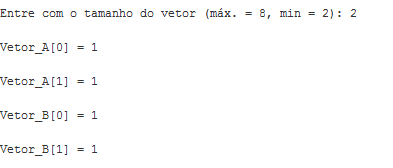 Entre com o tamanho do vetor (máx. = 8, min = 2): 2
Vetor_A[0] = 1
Vetor_A[1] = 1
Vetor_B[0] = 1
Vetor_B[1] = 1